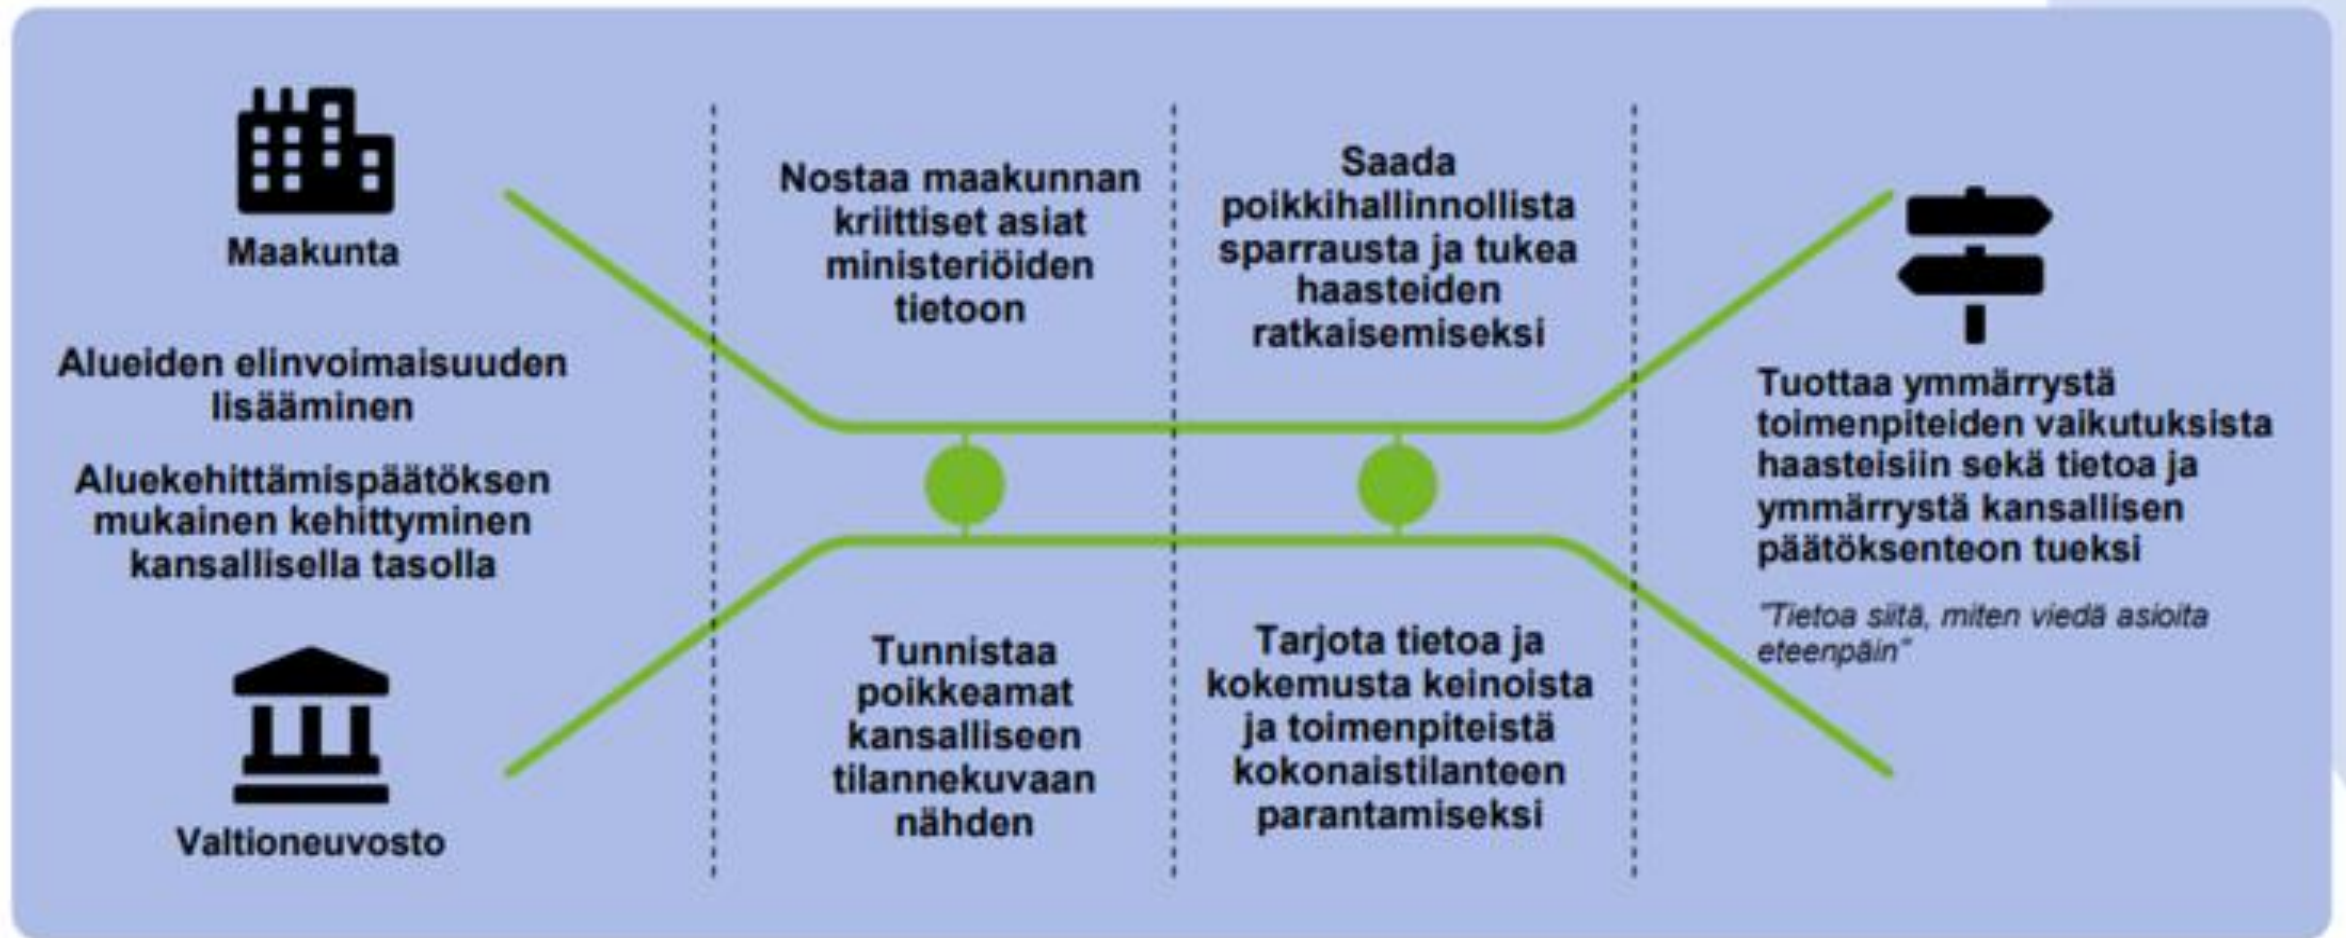 Maakunta
Alueiden elinvoimaisuuden
lisääminen
Aluekehittämispäätöksen
mukainen kehittyminen
kansallisella tasolla
Valtioneuvosto
Nostaa maakunnan
kriittiset asiat
ministeriöiden
tietoon
Tunnistaa
poikkeamat
kansalliseen
tilannekuvaan
nähden
Saada
poikkihallinnollista
sparrausta ja tukea
haasteiden
ratkaisemiseksi
Tarjota tietoa ja
kokemusta keinoista
ja toimenpiteistä
kokonaistilanteen
parantamiseksi
Tuottaa ymmärrystä
toimenpiteiden vaikutuksista
haasteisiin sekä tietoa ja
ymmärrystä kansallisen
päätöksenteon tueksi
"Tietoa siitä, miten viedä asioita
eteenpäin"